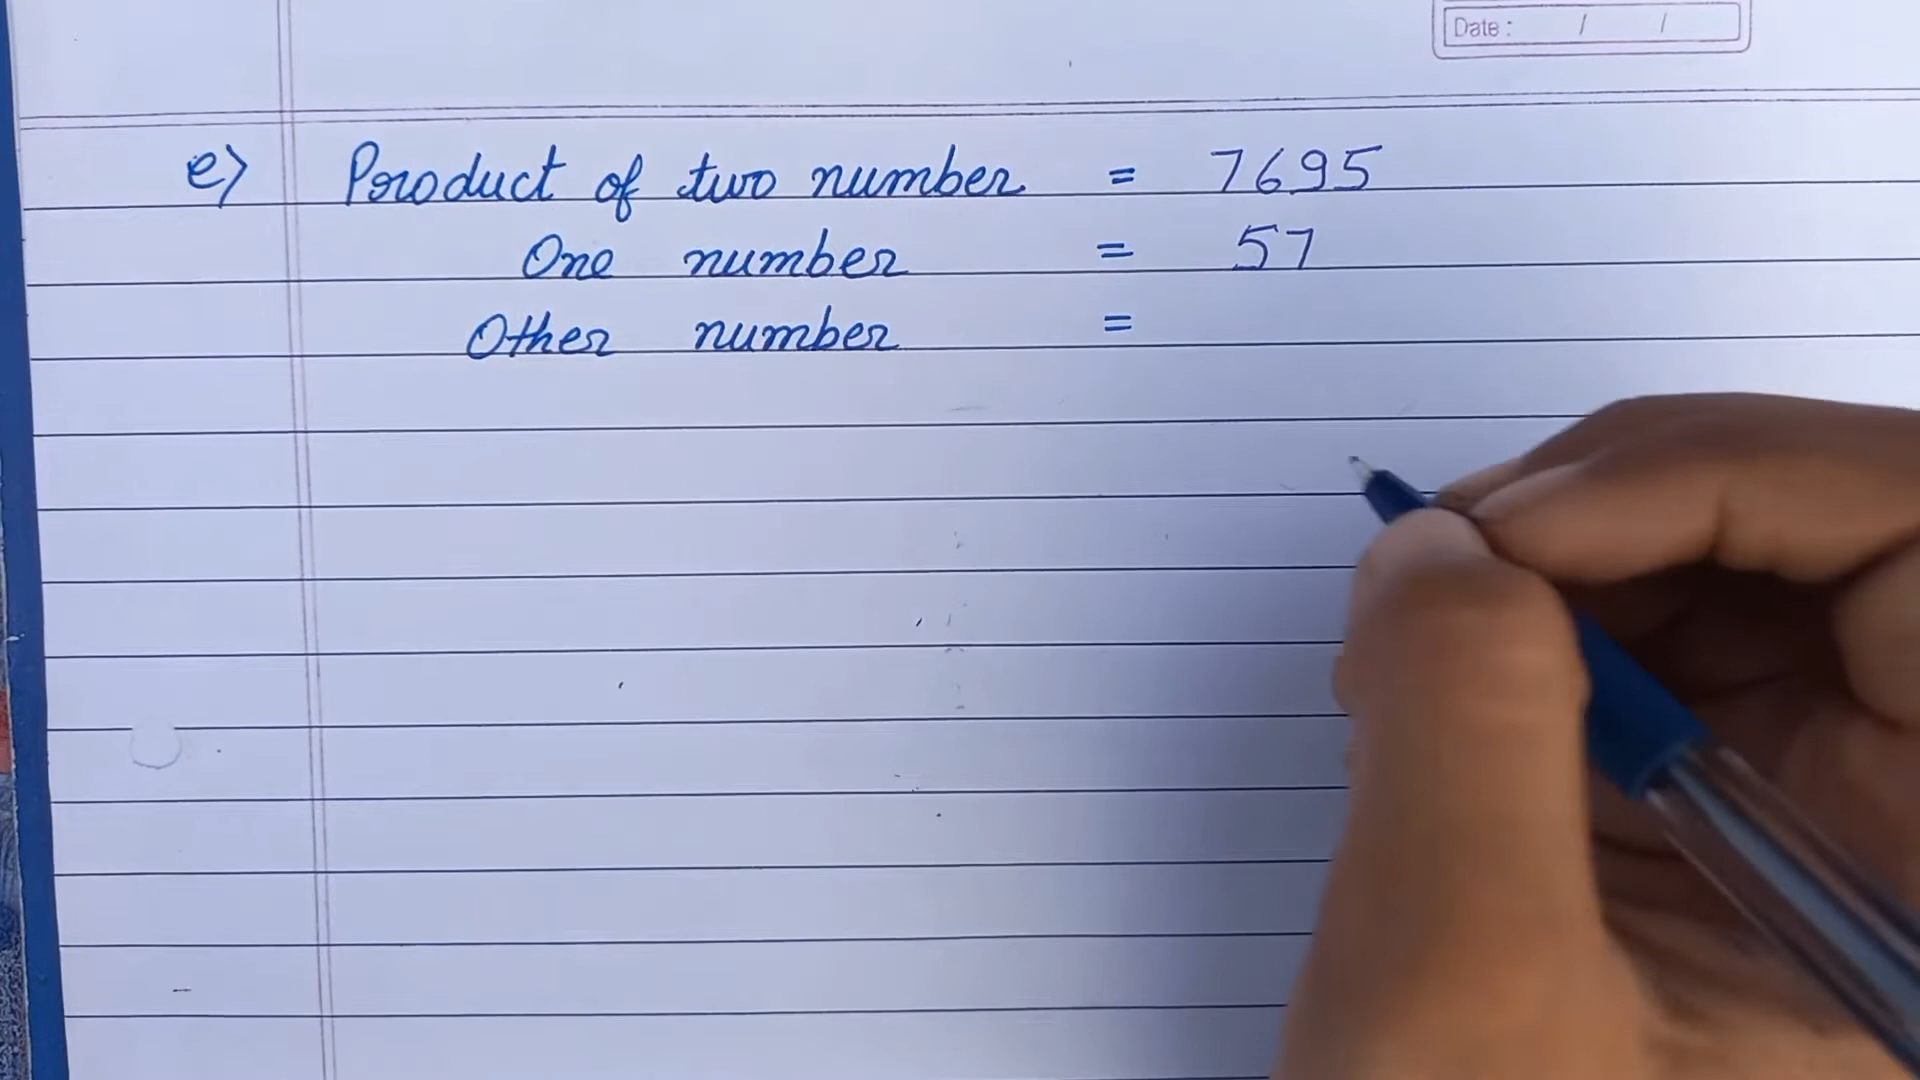 Date : / /
e) Product of two number = 7695
One number = 57
Other number =